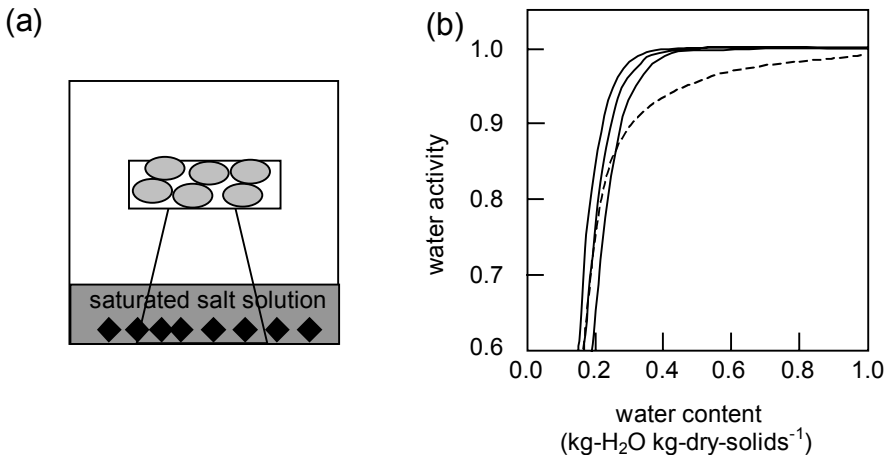 (a)
saturated salt solution
(b)
water activity
1.0
0.9
0.8
0.7
0.6
0.0 0.2 0.4 0.6 0.8 1.0
water content
(kg-H₂O kg-dry-solids⁻¹)